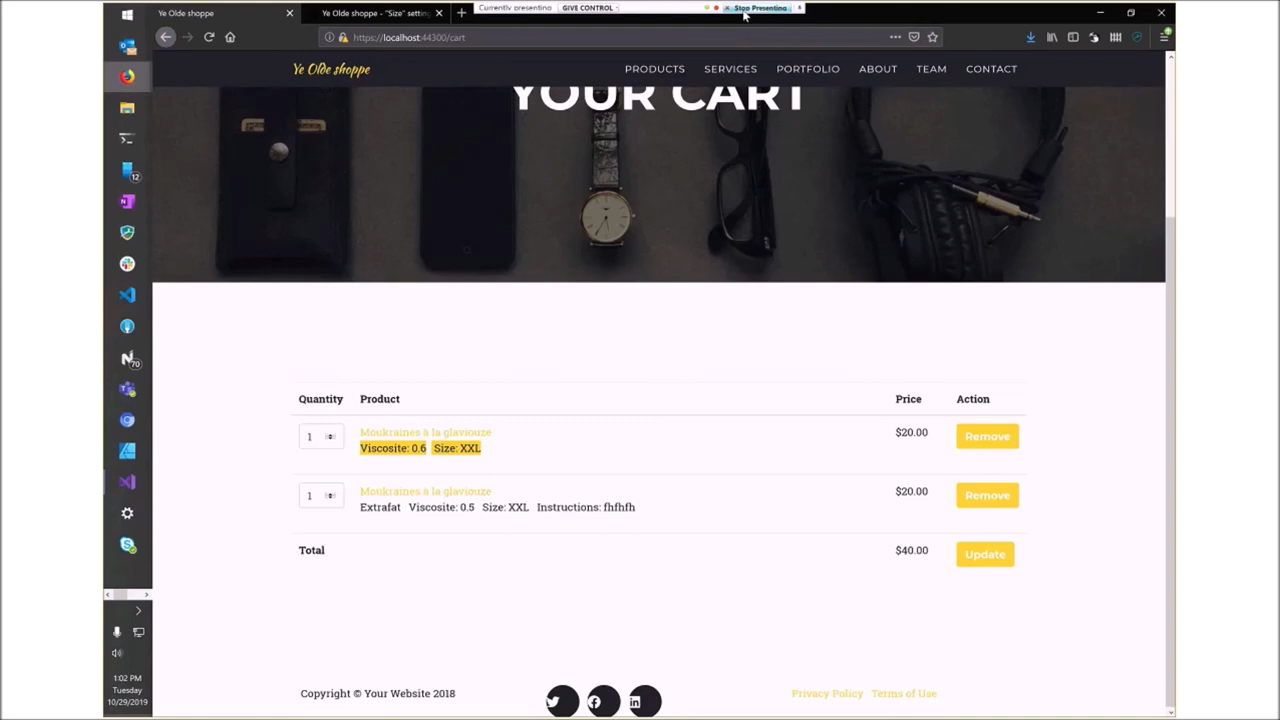 Currently presenting GIVE CONTROL Stop Presenting
Ye Olde shoppe
Ye Olde shoppe - "Size" settin
https://localhost:44300/cart
Ye Olde shoppe
PRODUCTS SERVICES PORTFOLIO ABOUT TEAM CONTACT
YOUR CART
12
70
Quantity Product Price Action
1 Moukraines à la glaviouze $20.00 Remove
Viscosite: 0.6 Size: XXL
1 Moukraines à la glaviouze $20.00 Remove
Extrafat Viscosite: 0.5 Size: XXL Instructions: fhfhfh
Total $40.00 Update
Copyright © Your Website 2018 Privacy Policy Terms of Use
1:02 PM
Tuesday
10/29/2019